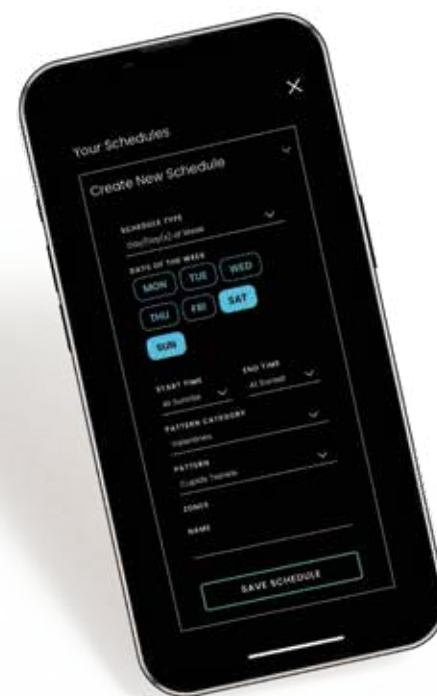 Your Schedules
Create New Schedule
SCHEDULE TYPE
Day/Day(s) of Week
DAYS OF THE WEEK
MON TUE WED
THU FRI SAT
SUN
START TIME END TIME
At Sunrise At Sunset
PATTERN CATEGORY
Valentines
PATTERN
Cupids
ZONES
NAME
SAVE SCHEDULE